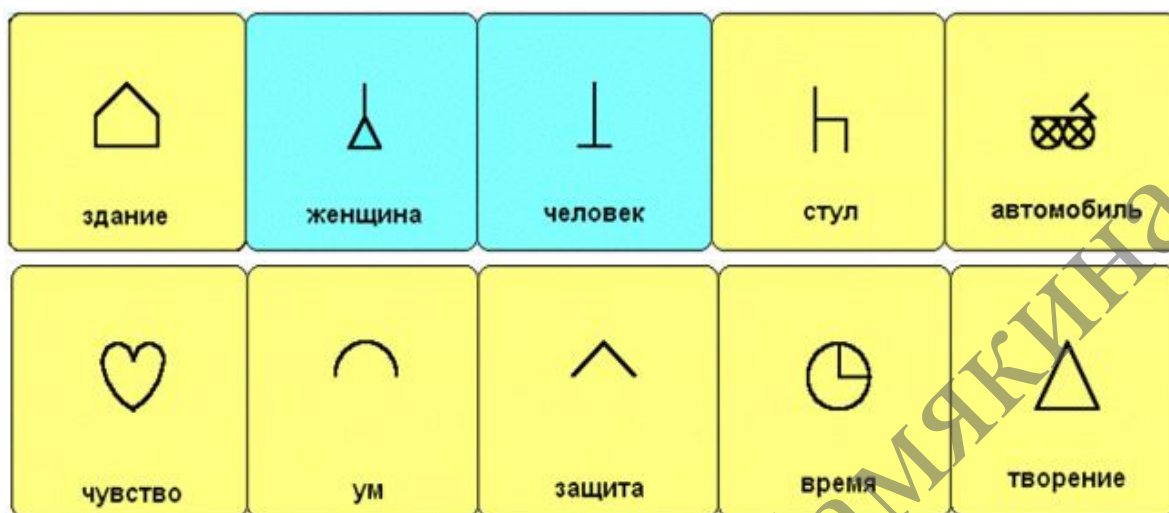 здание женщина человек стул автомобиль
чувство ум защита время творение